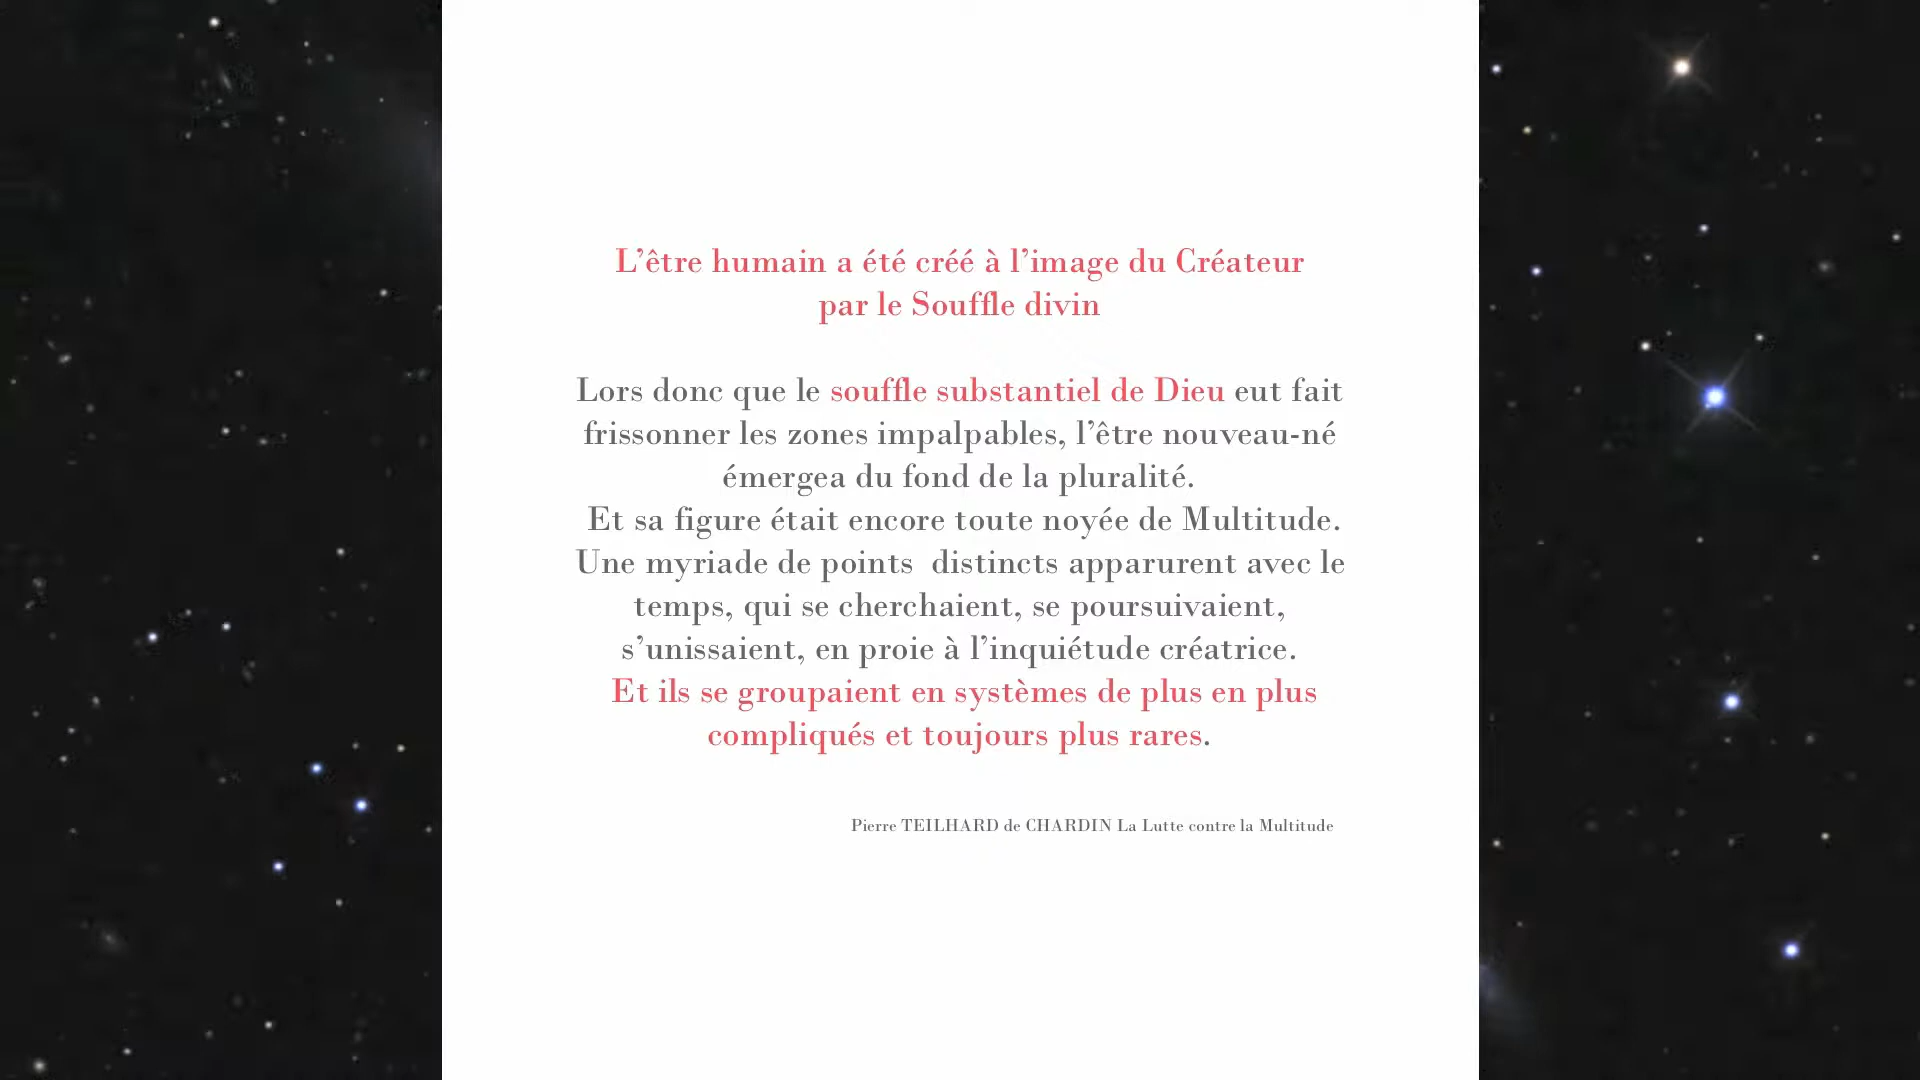 L’être humain a été créé à l’image du Créateur
par le Souffle divin
Lors donc que le souffle substantiel de Dieu eut fait
frissonner les zones impalpables, l’être nouveau-né
émergea du fond de la pluralité.
Et sa figure était encore toute noyée de Multitude.
Une myriade de points  distincts apparurent avec le
temps, qui se cherchaient, se poursuivaient,
s’unissaient, en proie à l’inquiétude créatrice.
Et ils se groupaient en systèmes de plus en plus
compliqués et toujours plus rares.
Pierre TEILHARD de CHARDIN La Lutte contre la Multitude